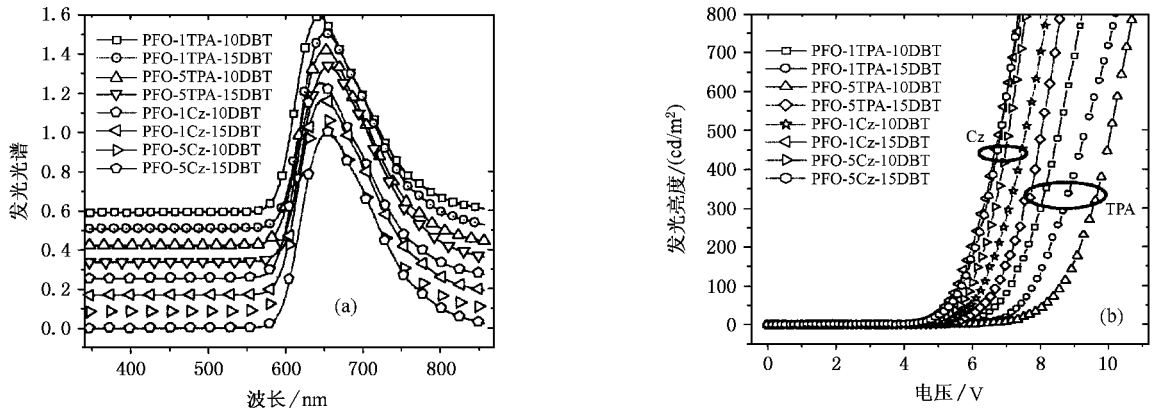 1.6
1.4
1.2
1.0
0.8
0.6
0.4
0.2
0.0
发光光谱
PFO-1TPA-10DBT
PFO-1TPA-15DBT
PFO-5TPA-10DBT
PFO-5TPA-15DBT
PFO-1Cz-10DBT
PFO-1Cz-15DBT
PFO-5Cz-10DBT
PFO-5Cz-15DBT
(a)
400 500 600 700 800
波长/nm
800
700
600
500
400
300
200
100
0
发光亮度/(cd/m²)
PFO-1TPA-10DBT
PFO-1TPA-15DBT
PFO-5TPA-10DBT
PFO-5TPA-15DBT
PFO-1Cz-10DBT
PFO-1Cz-15DBT
PFO-5Cz-10DBT
PFO-5Cz-15DBT
Cz
TPA
(b)
0 2 4 6 8 10
电压/V